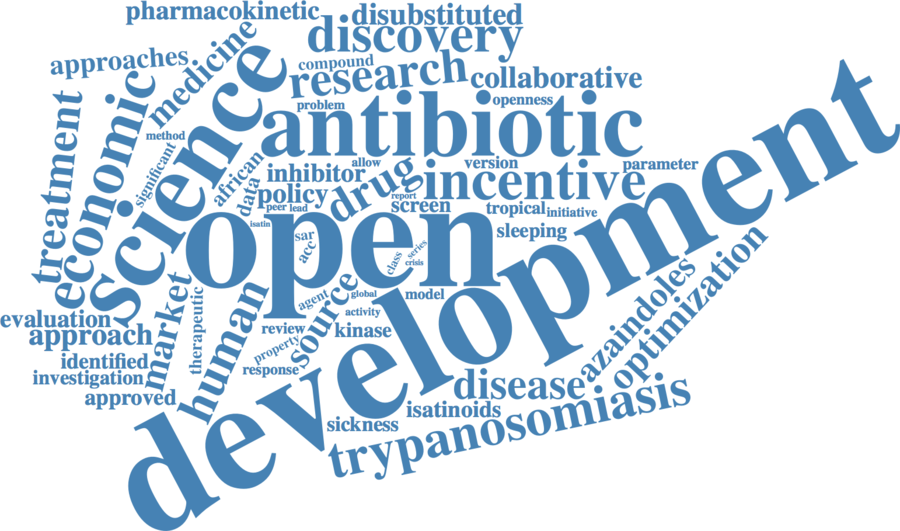 pharmacokinetic
disubstituted
discovery
approaches
medicine
compound
research
collaborative
science
economic
treatment
problem
openness
antibiotic
method
significant
african
data
allow
inhibitor
policy
drug
version
parameter
incentive
development
report
screen
tropical
initiative
peer
lead
isatin
open
sleeping
sar
acc
class
series
crisis
evaluation
approach
market
therapeutic
human
agent
global
model
source
activity
review
kinase
property
response
identified
investigation
approved
azaindoles
optimization
disease
isatinoids
sickness
trypanosomiasis